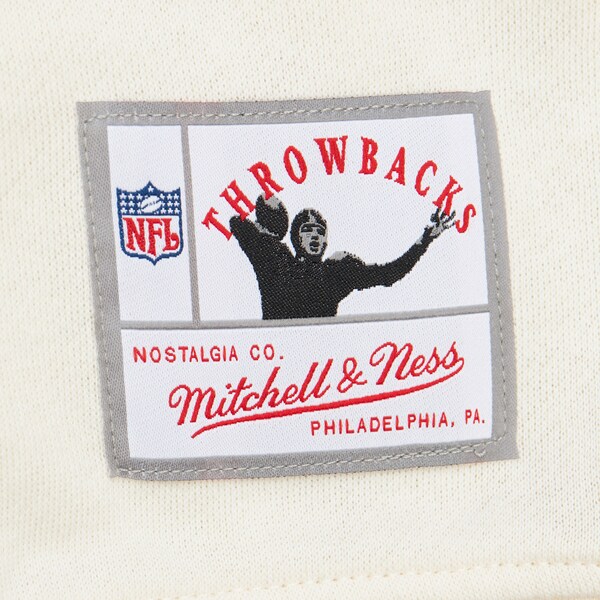 THROWBACKS
NFL
NOSTALGIA CO.
Mitchell & Ness
PHILADELPHIA, PA.